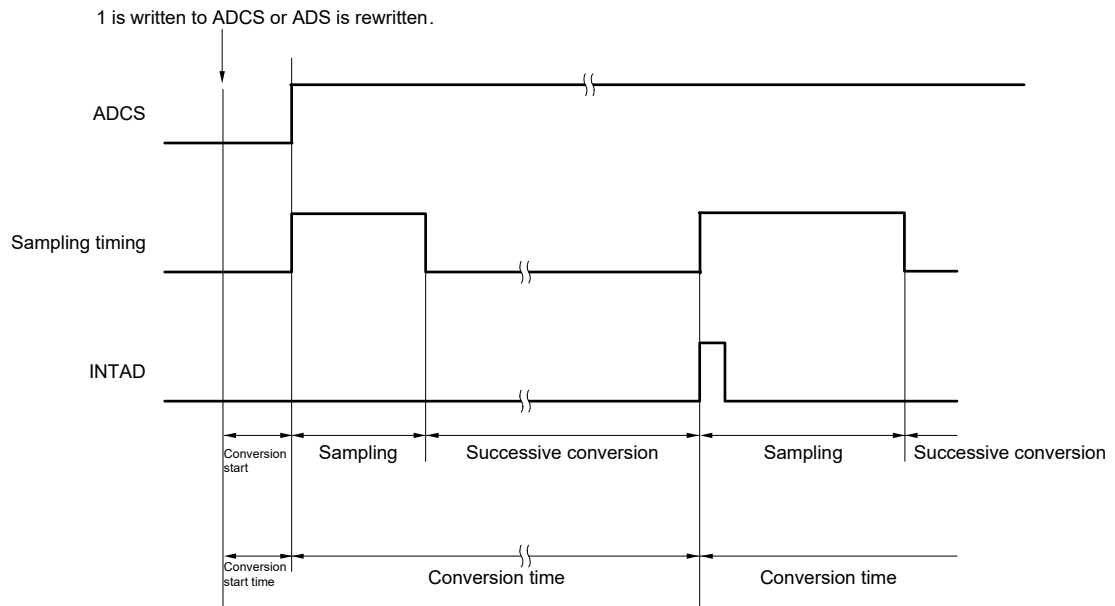 1 is written to ADCS or ADS is rewritten.
ADCS
Sampling timing
INTAD
Conversion
start
Sampling
Successive conversion
Sampling
Successive conversion
Conversion
start time
Conversion time
Conversion time